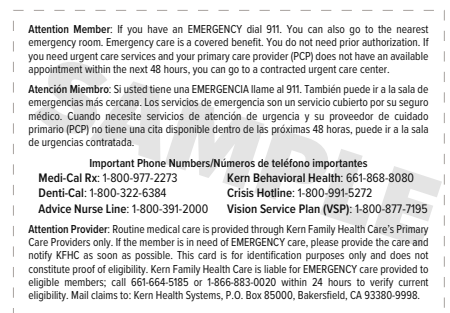 Attention Member: If you have an EMERGENCY dial 911. You can also go to the nearest
emergency room. Emergency care is a covered benefit. You do not need prior authorization. If
you need urgent care services and your primary care provider (PCP) does not have an available
appointment within the next 48 hours, you can go to a contracted urgent care center.
Atención Miembro: Si usted tiene una EMERGENCIA llame al 911. También puede ir a la sala de
emergencias más cercana. Los servicios de emergencia son un servicio cubierto por su seguro
médico. Cuando necesite servicios de atención de urgencia y su proveedor de cuidado
primario (PCP) no tiene una cita disponible dentro de las próximas 48 horas, puede ir a la sala
de urgencias contratada.
Important Phone Numbers/Números de teléfono importantes
Medi-Cal Rx: 1-800-977-2273 Kern Behavioral Health: 661-868-8080
Denti-Cal: 1-800-322-6384 Crisis Hotline: 1-800-991-5272
Advice Nurse Line: 1-800-391-2000 Vision Service Plan (VSP): 1-800-877-7195
Attention Provider: Routine medical care is provided through Kern Family Health Care's Primary
Care Providers only. If the member is in need of EMERGENCY care, please provide the care and
notify KFHC as soon as possible. This card is for identification purposes only and does not
constitute proof of eligibility. Kern Family Health Care is liable for EMERGENCY care provided to
eligible members; call 661-664-5185 or 1-866-883-0020 within 24 hours to verify current
eligibility. Mail claims to: Kern Health Systems, P.O. Box 85000, Bakersfield, CA 93380-9998.
SAMPLE